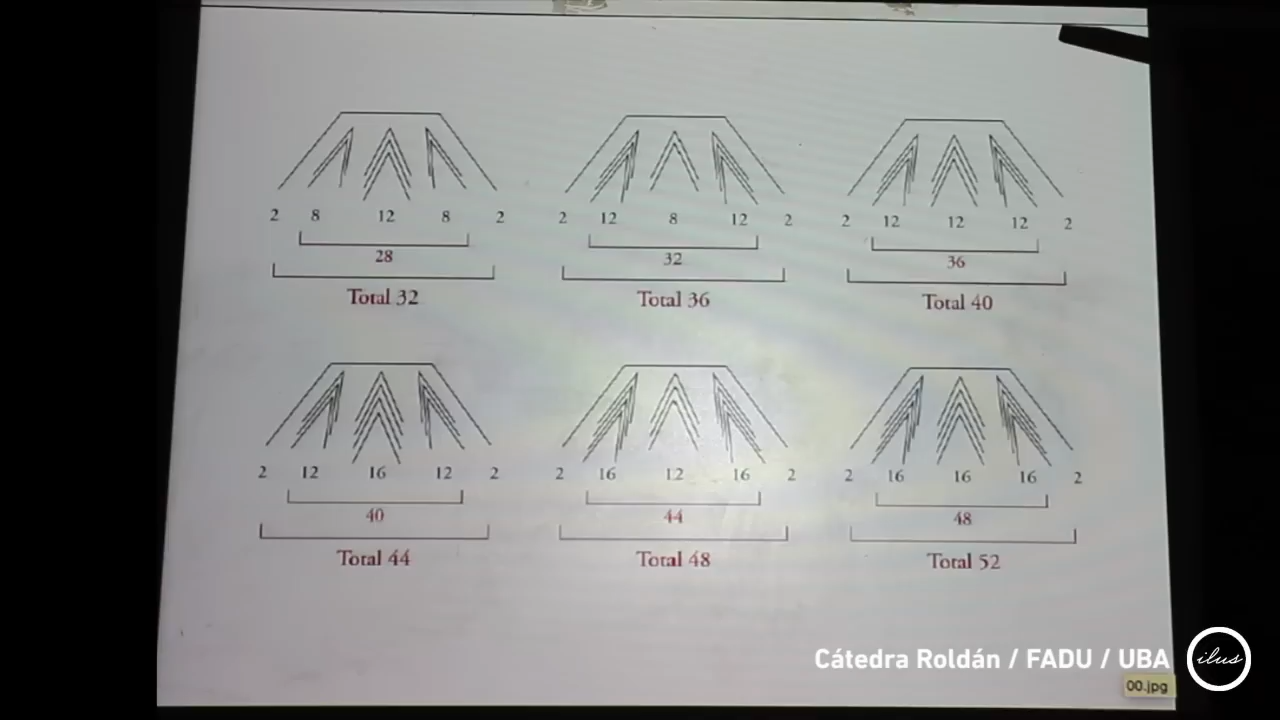 2 8 12 8 2
28
Total 32
2 12 8 12 2
32
Total 36
2 12 12 12 2
36
Total 40
2 12 16 12 2
40
Total 44
2 16 12 16 2
44
Total 48
2 16 16 16 2
48
Total 52
Cátedra Roldán / FADU / UBA
ilus
00.jpg